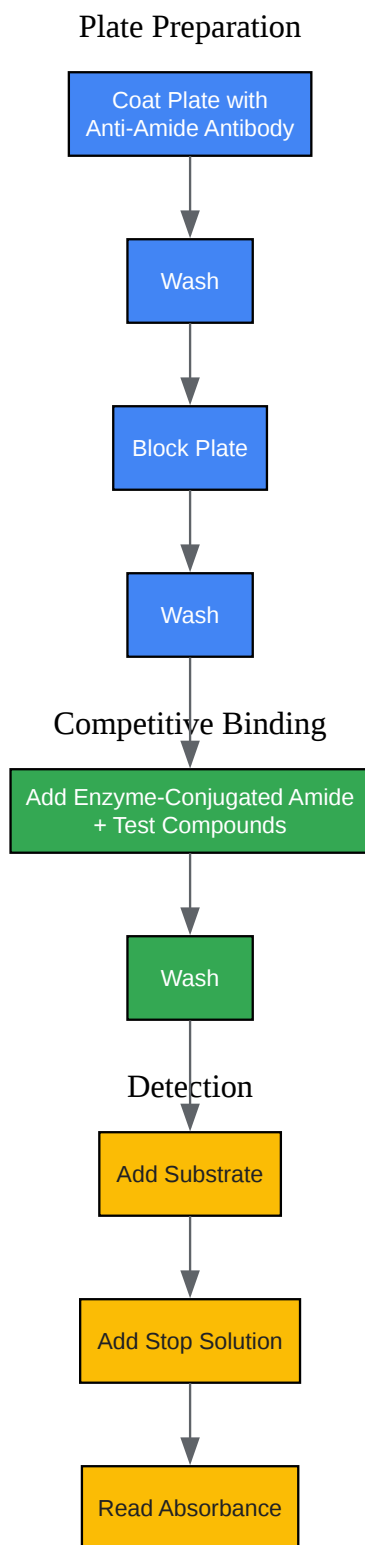 Plate Preparation
Coat Plate with
Anti-Amide Antibody
Wash
Block Plate
Wash
Competitive Binding
Add Enzyme-Conjugated Amide
+ Test Compounds
Wash
Detection
Add Substrate
Add Stop Solution
Read Absorbance